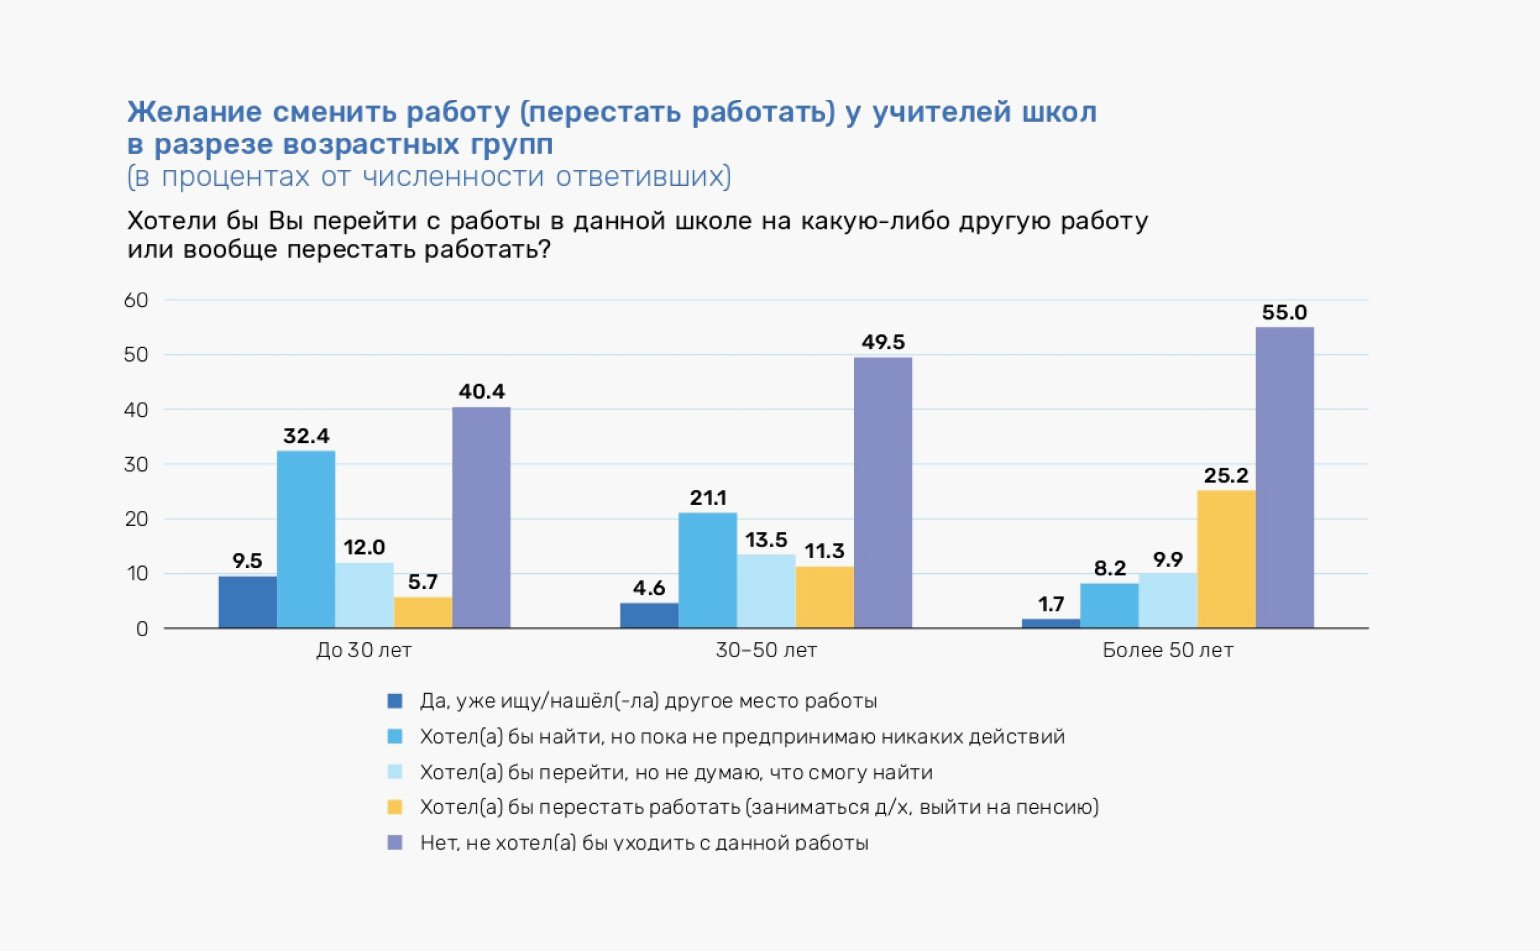 Желание сменить работу (перестать работать) у учителей школ
в разрезе возрастных групп
(в процентах от численности ответивших)
Хотели бы Вы перейти с работы в данной школе на какую-либо другую работу
или вообще перестать работать?
60
50
40
30
20
10
0
9.5
32.4
12.0
5.7
40.4
4.6
21.1
13.5
11.3
49.5
1.7
8.2
9.9
25.2
55.0
До 30 лет
30–50 лет
Более 50 лет
Да, уже ищу/нашёл(-ла) другое место работы
Хотел(а) бы найти, но пока не предпринимаю никаких действий
Хотел(а) бы перейти, но не думаю, что смогу найти
Хотел(а) бы перестать работать (заниматься д/х, выйти на пенсию)
Нет, не хотел(а) бы уходить с данной работы